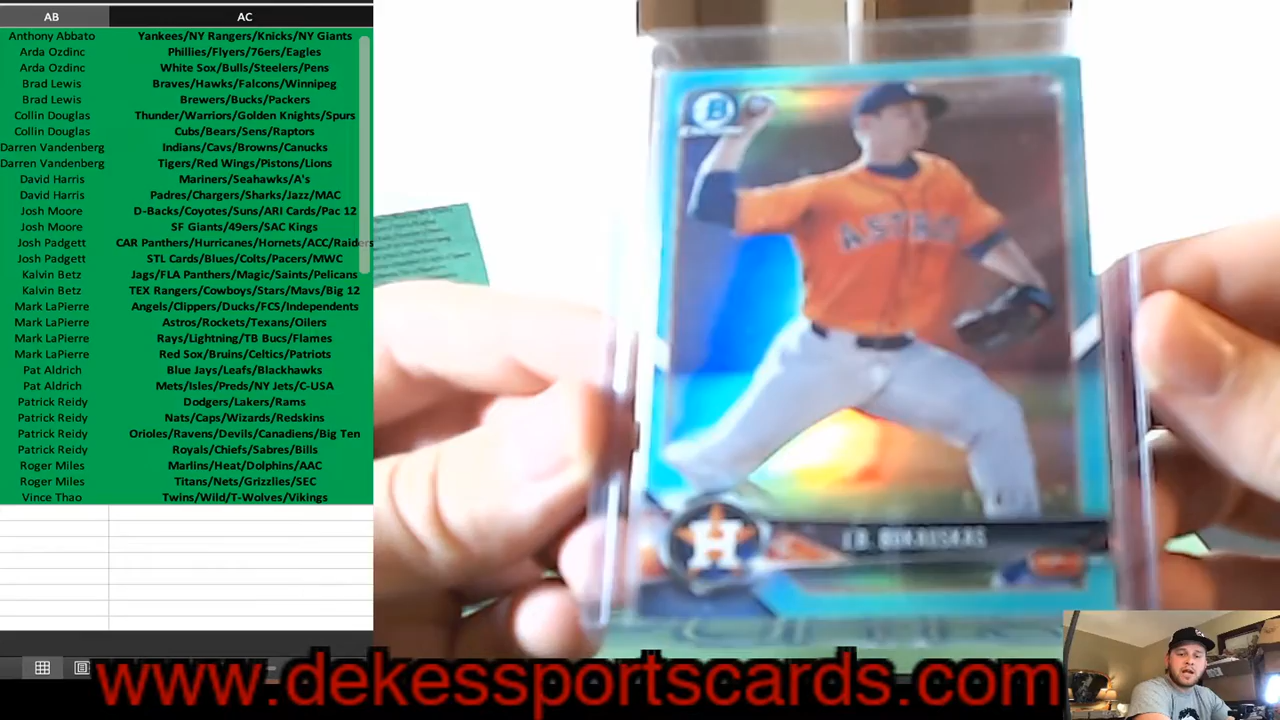 AB AC
Anthony Abbato Yankees/NY Rangers/Knicks/NY Giants
Arda Ozdinc Phillies/Flyers/76ers/Eagles
Arda Ozdinc White Sox/Bulls/Steelers/Pens
Brad Lewis Braves/Hawks/Falcons/Winnipeg
Brad Lewis Brewers/Bucks/Packers
Collin Douglas Thunder/Warriors/Golden Knights/Spurs
Collin Douglas Cubs/Bears/Sens/Raptors
Darren Vandenberg Indians/Cavs/Browns/Canucks
Darren Vandenberg Tigers/Red Wings/Pistons/Lions
David Harris Mariners/Seahawks/A's
David Harris Padres/Chargers/Sharks/Jazz/MAC
Josh Moore D-Backs/Coyotes/Suns/ARI Cards/Pac 12
Josh Moore SF Giants/49ers/SAC Kings
Josh Padgett CAR Panthers/Hurricanes/Hornets/ACC/Raiders
Josh Padgett STL Cards/Blues/Colts/Pacers/MWC
Kalvin Betz Jags/FLA Panthers/Magic/Saints/Pelicans
Kalvin Betz TEX Rangers/Cowboys/Stars/Mavs/Big 12
Mark LaPierre Angels/Clippers/Ducks/FCS/Independents
Mark LaPierre Astros/Rockets/Texans/Oilers
Mark LaPierre Rays/Lightning/TB Bucs/Flames
Mark LaPierre Red Sox/Bruins/Celtics/Patriots
Pat Aldrich Blue Jays/Leafs/Blackhawks
Pat Aldrich Mets/Isles/Preds/NY Jets/C-USA
Patrick Reidy Dodgers/Lakers/Rams
Patrick Reidy Nats/Caps/Wizards/Redskins
Patrick Reidy Orioles/Ravens/Devils/Canadiens/Big Ten
Patrick Reidy Royals/Chiefs/Sabres/Bills
Roger Miles Marlins/Heat/Dolphins/AAC
Roger Miles Titans/Nets/Grizzlies/SEC
Vince Thao Twins/Wild/T-Wolves/Vikings
B
ASTRO
H
J.B. BUKAUSKAS
www.dekessportscards.com